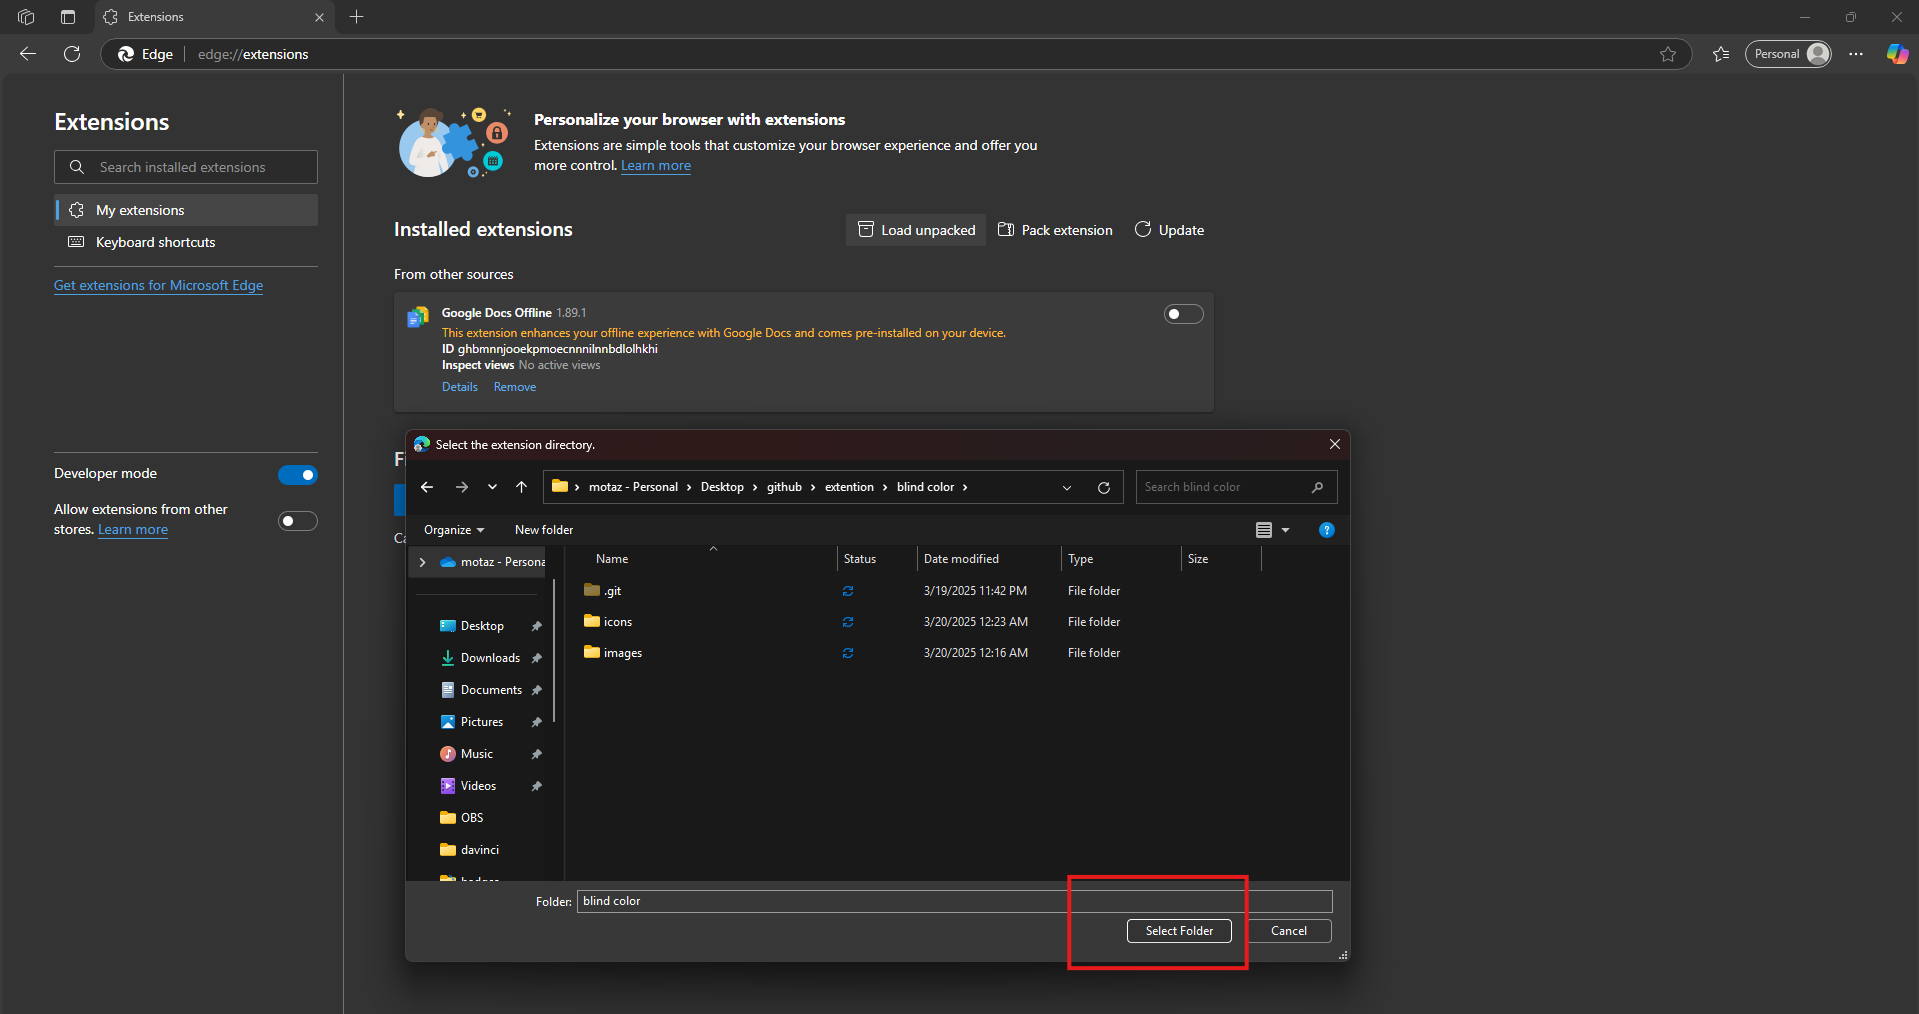 Extensions
Edge
edge://extensions
Personal
Extensions
Search installed extensions
My extensions
Keyboard shortcuts
Get extensions for Microsoft Edge
Developer mode
Allow extensions from other
stores. Learn more
Personalize your browser with extensions
Extensions are simple tools that customize your browser experience and offer you
more control. Learn more
Installed extensions
Load unpacked
Pack extension
Update
From other sources
Google Docs Offline 1.89.1
This extension enhances your offline experience with Google Docs and comes pre-installed on your device.
ID ghbmnnjooekpmoecnnnilnnbdlolhkhi
Inspect views No active views
Details Remove
Select the extension directory.
motaz - Personal › Desktop › github › extention › blind color ›
Search blind color
Organize
New folder
motaz - Persona
Desktop
Downloads
Documents
Pictures
Music
Videos
OBS
davinci
Name Status Date modified Type Size
.git 3/19/2025 11:42 PM File folder
icons 3/20/2025 12:23 AM File folder
images 3/20/2025 12:16 AM File folder
Folder: blind color
Select Folder
Cancel